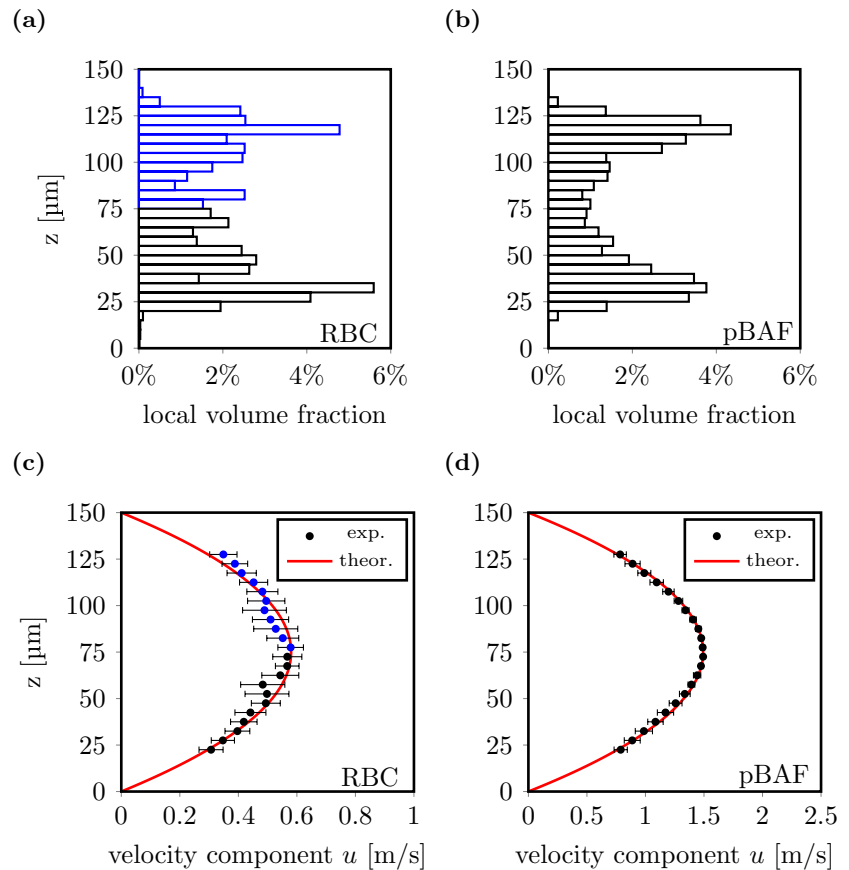 (a)
(b)
150
125
100
75
50
25
0
z [µm]
RBC
0% 2% 4% 6%
local volume fraction
150
125
100
75
50
25
0
pBAF
0% 2% 4% 6%
local volume fraction
(c)
(d)
150
125
100
75
50
25
0
z [µm]
exp.
theor.
RBC
0 0.2 0.4 0.6 0.8 1
velocity component u [m/s]
150
125
100
75
50
25
0
exp.
theor.
pBAF
0 0.5 1 1.5 2 2.5
velocity component u [m/s]